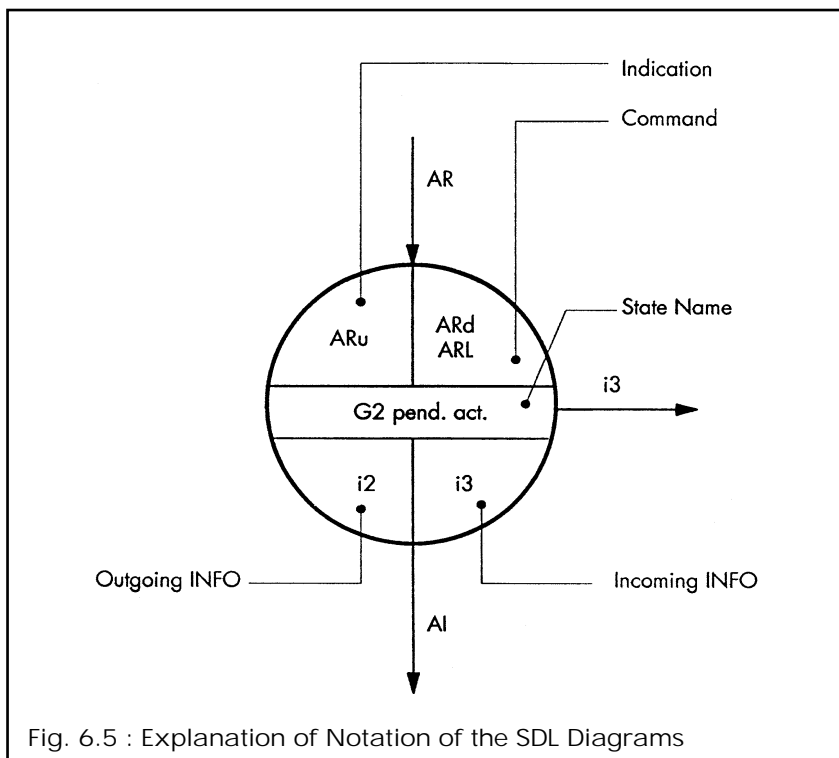 Indication
Command
AR
State Name
ARu
ARd
ARL
i3
G2 pend. act.
i2
i3
Outgoing INFO
Incoming INFO
AI
Fig. 6.5 : Explanation of Notation of the SDL Diagrams